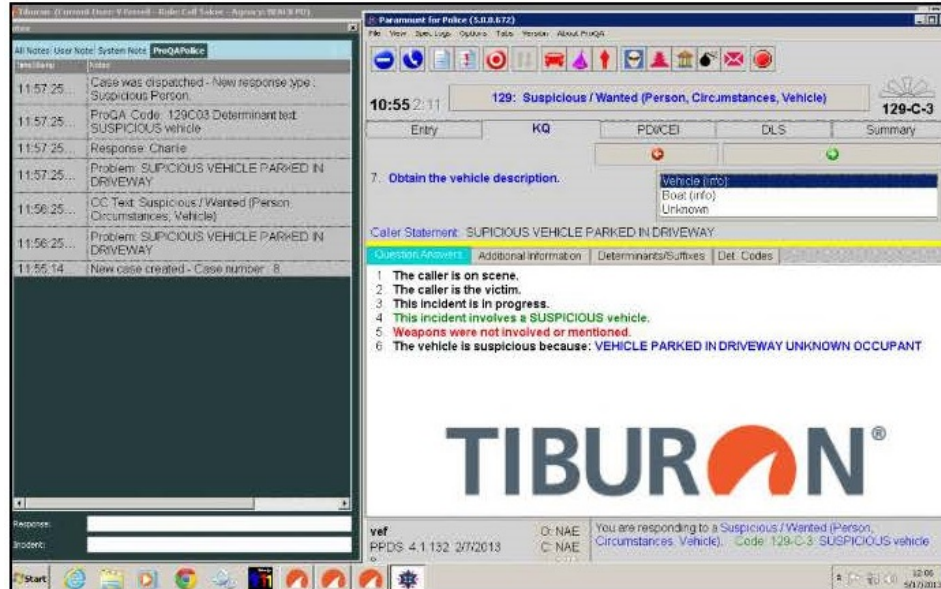 Paramount for Police (5.0.0.672)
File View Spec Logs Options Tabs Version About ProQA
All Notes User Note System Note ProQAPolice
Notes
11:57:25... Case was dispatched - New response type : Suspicious Person.
11:57:25... ProQA Code: 129C03 Determinant text: SUSPICIOUS vehicle
11:57:25... Response: Charlie
11:57:25... Problem: SUPICIOUS VEHICLE PARKED IN DRIVEWAY
11:56:25... CC Text: Suspicious / Wanted (Person, Circumstances, Vehicle)
11:56:25... Problem: SUPICIOUS VEHICLE PARKED IN DRIVEWAY
11:55:14... New case created - Case number : 8
Response:
Incident:
10:55 2:11
129: Suspicious / Wanted (Person, Circumstances, Vehicle)
129-C-3
Entry KQ PDI/CEI DLS Summary
7. Obtain the vehicle description.
Vehicle (info)
Boat (info)
Unknown
Caller Statement: SUPICIOUS VEHICLE PARKED IN DRIVEWAY
Question Answers Additional Information Determinants/Suffixes Det. Codes
1 The caller is on scene.
2 The caller is the victim.
3 This incident is in progress.
4 This incident involves a SUSPICIOUS vehicle.
5 Weapons were not involved or mentioned.
6 The vehicle is suspicious because: VEHICLE PARKED IN DRIVEWAY UNKNOWN OCCUPANT
TIBURON®
vef O: NAE
PPDS 4.1.132 2/7/2013 C: NAE
You are responding to a Suspicious / Wanted (Person,
Circumstances, Vehicle). Code: 129-C-3: SUSPICIOUS vehicle
Start
12:06
5/17/2013